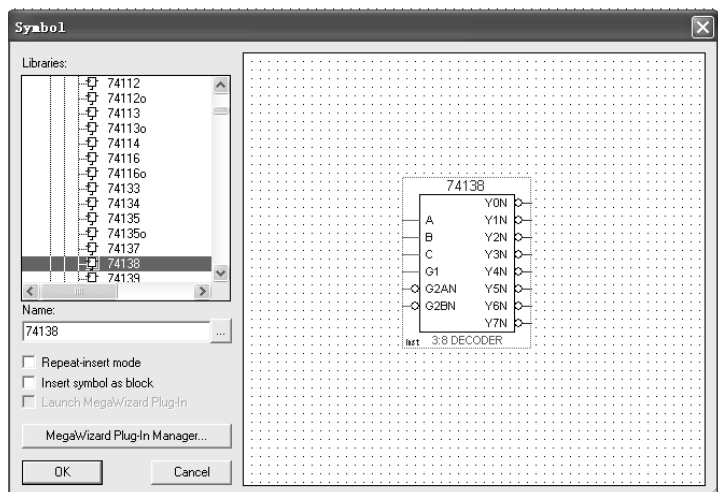 Symbol
Libraries:
74112
74112o
74113
74113o
74114
74116
74116o
74133
74134
74135
74135o
74137
74138
74139
Name:
74138
...
Repeat-insert mode
Insert symbol as block
Launch MegaWizard Plug-In
MegaWizard Plug-In Manager...
OK
Cancel
74138
Y0N
A Y1N
B Y2N
C Y3N
G1 Y4N
G2AN Y5N
G2BN Y6N
Y7N
inst 3:8 DECODER